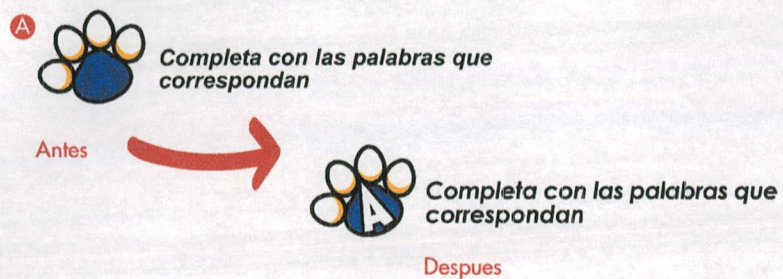 A
Completa con las palabras que
correspondan
Antes
A
Completa con las palabras que
correspondan
Despues